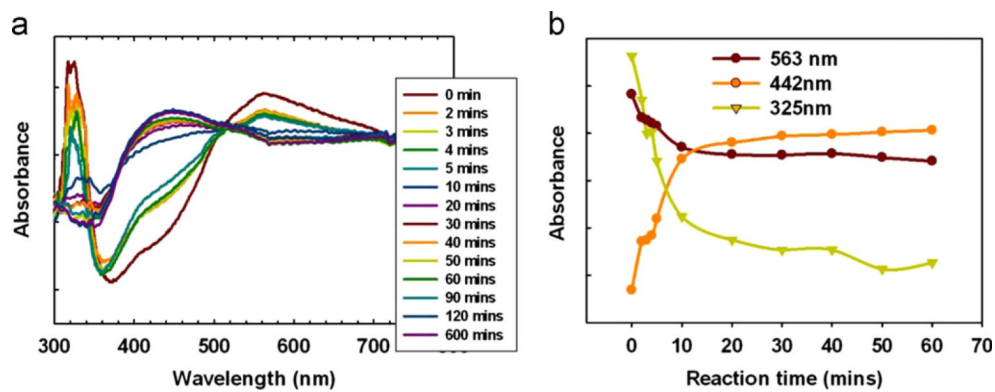 a
Absorbance
300 400 500 600 700
Wavelength (nm)
0 min
2 mins
3 mins
4 mins
5 mins
10 mins
20 mins
30 mins
40 mins
50 mins
60 mins
90 mins
120 mins
600 mins
b
Absorbance
563 nm
442nm
325nm
0 10 20 30 40 50 60 70
Reaction time (mins)